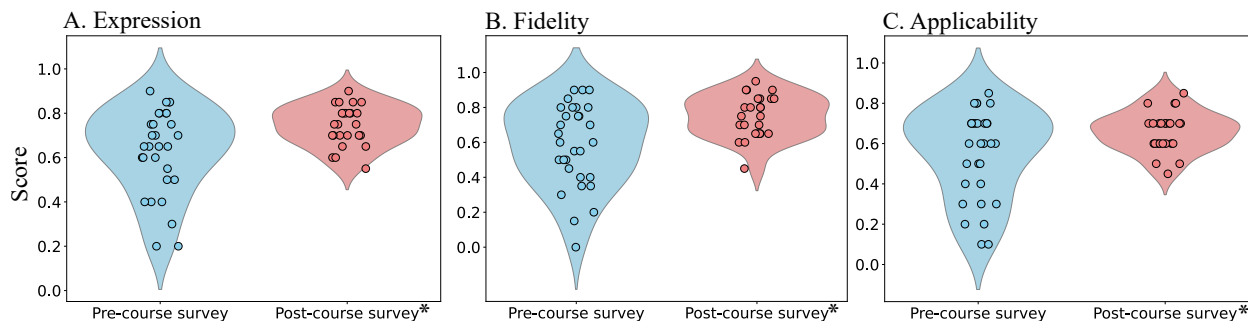 A. Expression
Score
1.0
0.8
0.6
0.4
0.2
0.0
Pre-course survey
Post-course survey*
B. Fidelity
1.0
0.8
0.6
0.4
0.2
0.0
Pre-course survey
Post-course survey*
C. Applicability
1.0
0.8
0.6
0.4
0.2
0.0
Pre-course survey
Post-course survey*